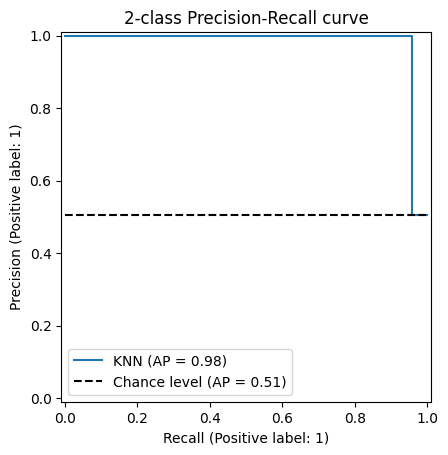 2-class Precision-Recall curve
1.0
0.8
0.6
0.4
0.2
0.0
Precision (Positive label: 1)
KNN (AP = 0.98)
Chance level (AP = 0.51)
0.0 0.2 0.4 0.6 0.8 1.0
Recall (Positive label: 1)